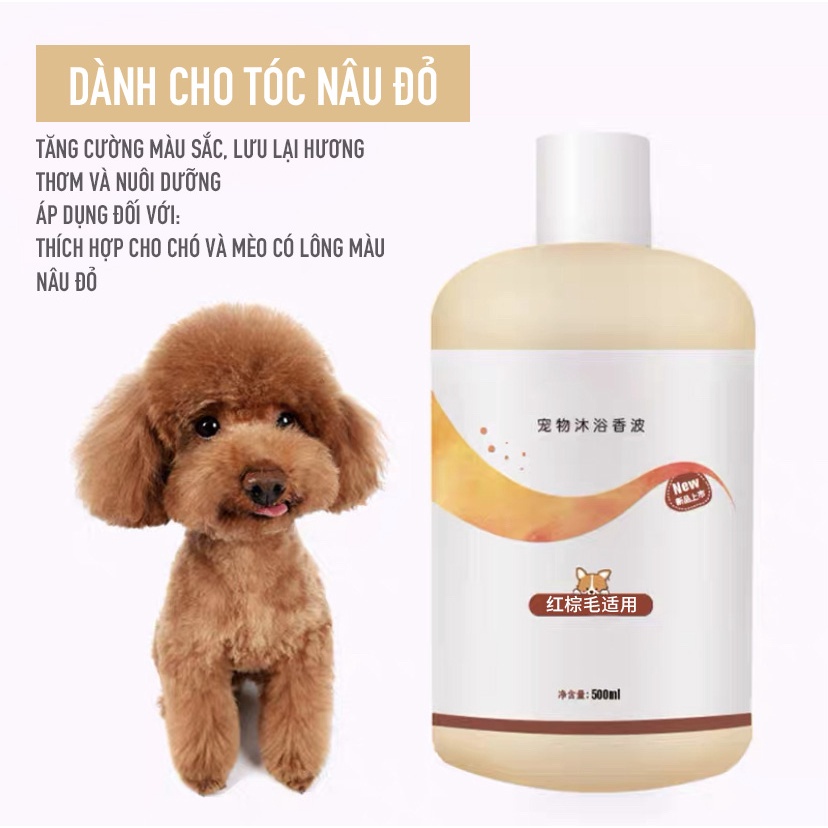 DÀNH CHO TÓC NÂU ĐỎ
TĂNG CƯỜNG MÀU SẮC, LƯU LẠI HƯƠNG
THƠM VÀ NUÔI DƯỠNG
ÁP DỤNG ĐỐI VỚI:
THÍCH HỢP CHO CHÓ VÀ MÈO CÓ LÔNG MÀU
NÂU ĐỎ
宠物沐浴香波
New
新品上市
红棕毛适用
净含量: 500ml